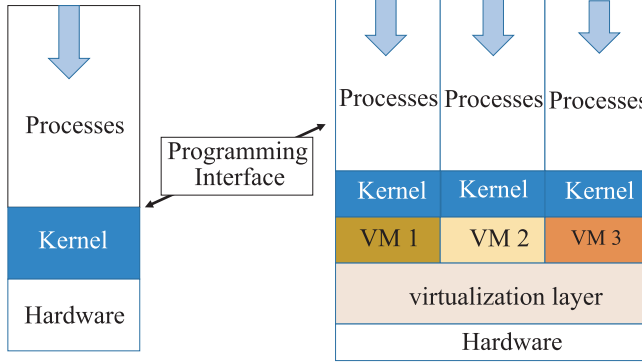 Processes
Kernel
Hardware
Programming
Interface
Processes Processes Processes
Kernel Kernel Kernel
VM 1 VM 2 VM 3
virtualization layer
Hardware